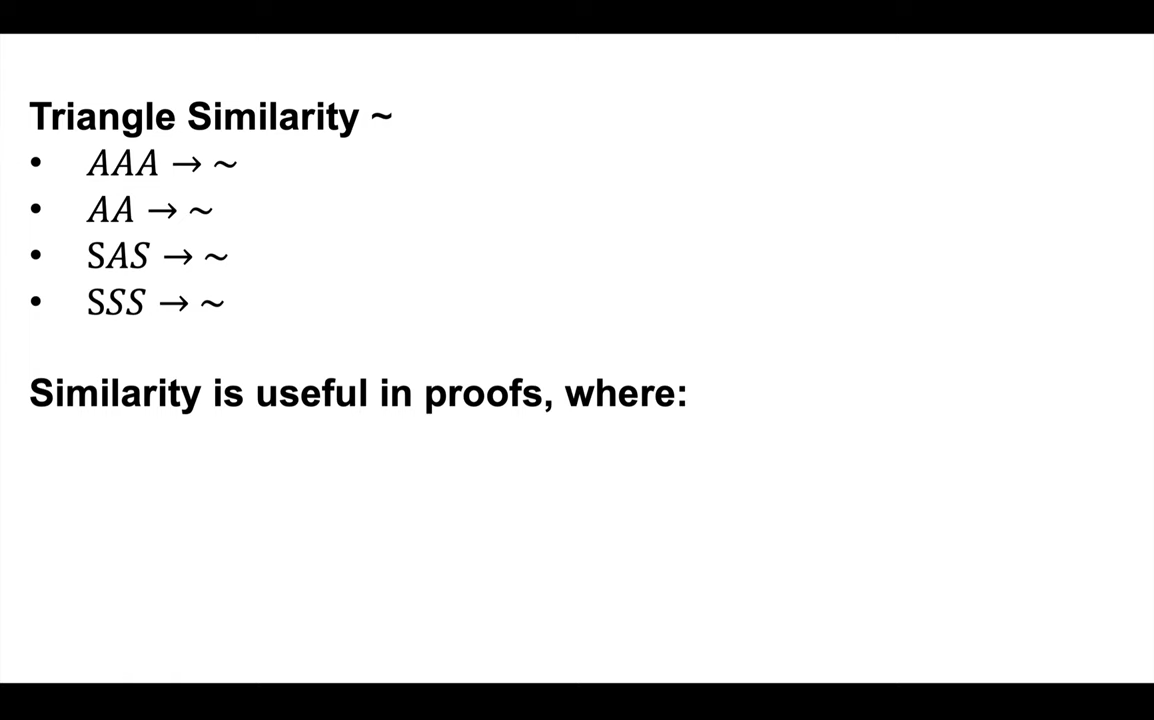 Triangle Similarity ~
• AAA → ~
• AA → ~
• SAS → ~
• SSS → ~
Similarity is useful in proofs, where: